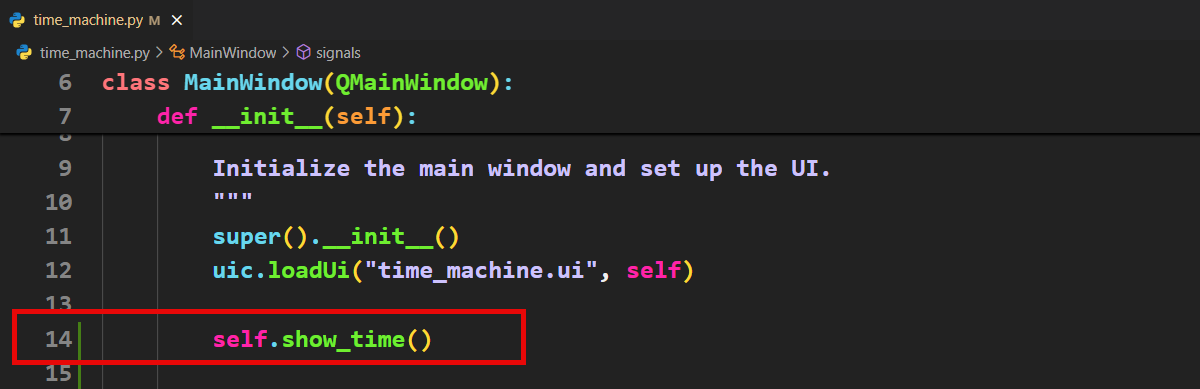 time_machine.py M ×
time_machine.py > MainWindow > signals
6 class MainWindow(QMainWindow):
7 def __init__(self):
9 Initialize the main window and set up the UI.
10 """
11 super().__init__()
12 uic.loadUi("time_machine.ui", self)
13
14 self.show_time()
15